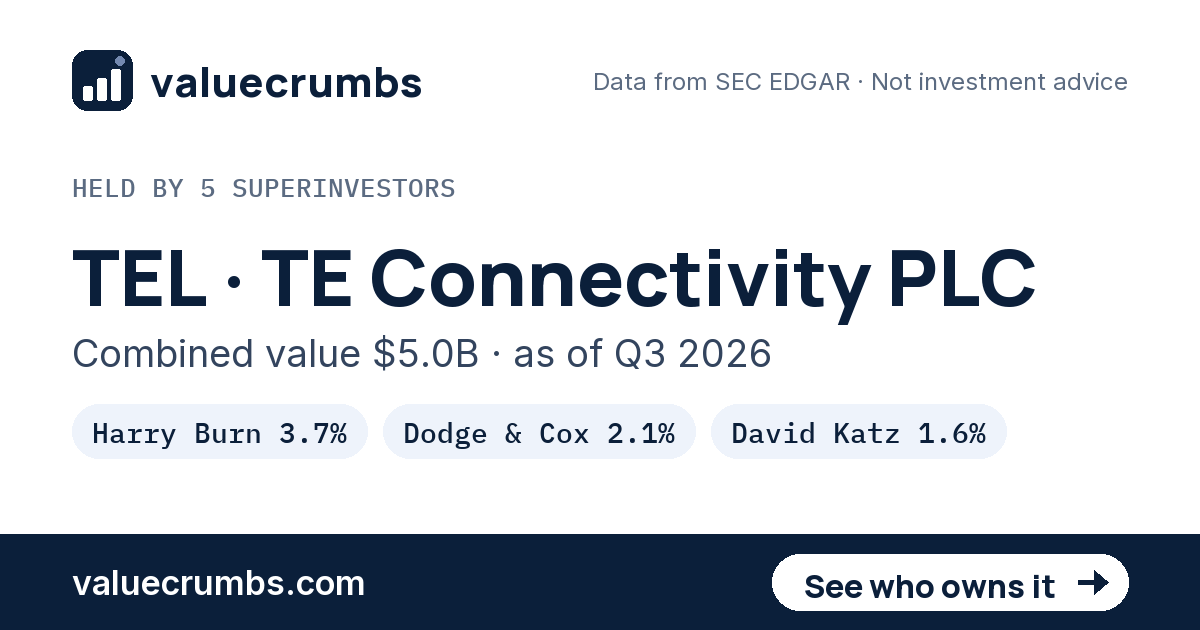 valuecrumbs
Data from SEC EDGAR · Not investment advice
HELD BY 5 SUPERINVESTORS
TEL · TE Connectivity PLC
Combined value $5.0B · as of Q3 2026
Harry Burn 3.7% Dodge & Cox 2.1% David Katz 1.6%
valuecrumbs.com
See who owns it →